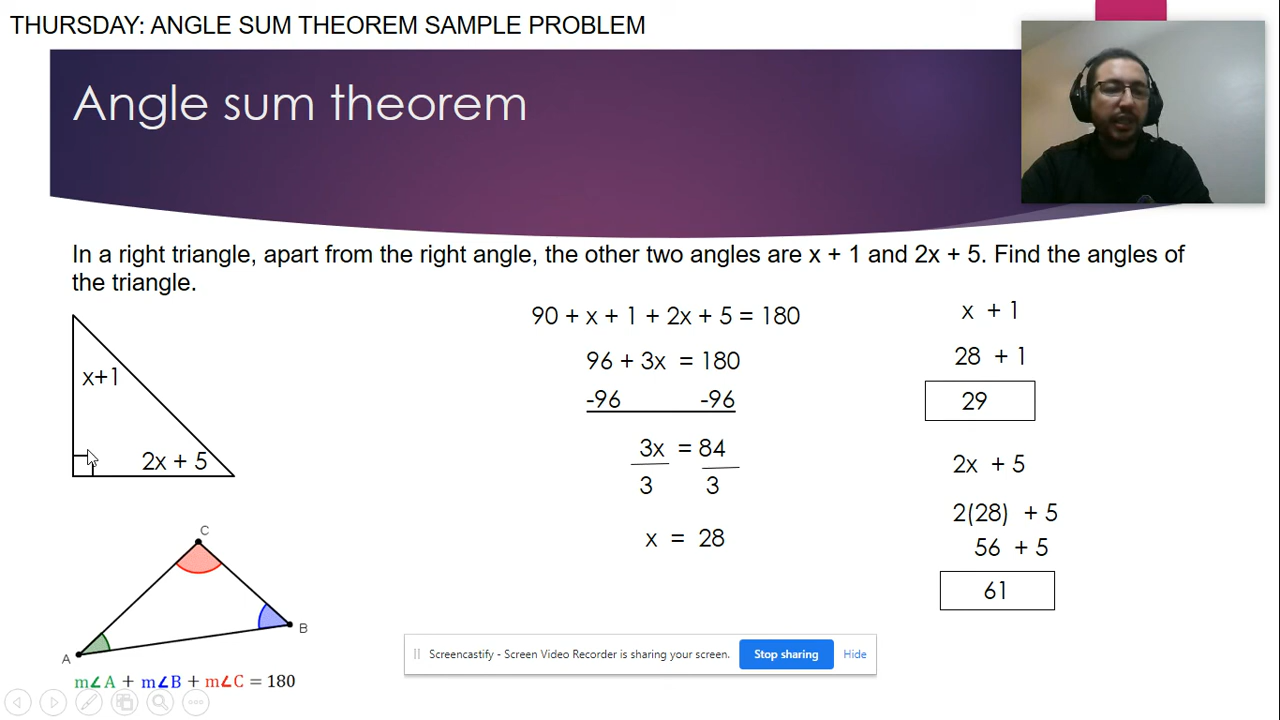 THURSDAY: ANGLE SUM THEOREM SAMPLE PROBLEM
Angle sum theorem
In a right triangle, apart from the right angle, the other two angles are x + 1 and 2x + 5. Find the angles of
the triangle.
x+1
2x + 5
C
B
A
m∠A + m∠B + m∠C = 180
90 + x + 1 + 2x + 5 = 180
96 + 3x = 180
-96 -96
3x = 84
3 3
x = 28
x + 1
28 + 1
29
2x + 5
2(28) + 5
56 + 5
61
Screencastify - Screen Video Recorder is sharing your screen. Stop sharing Hide